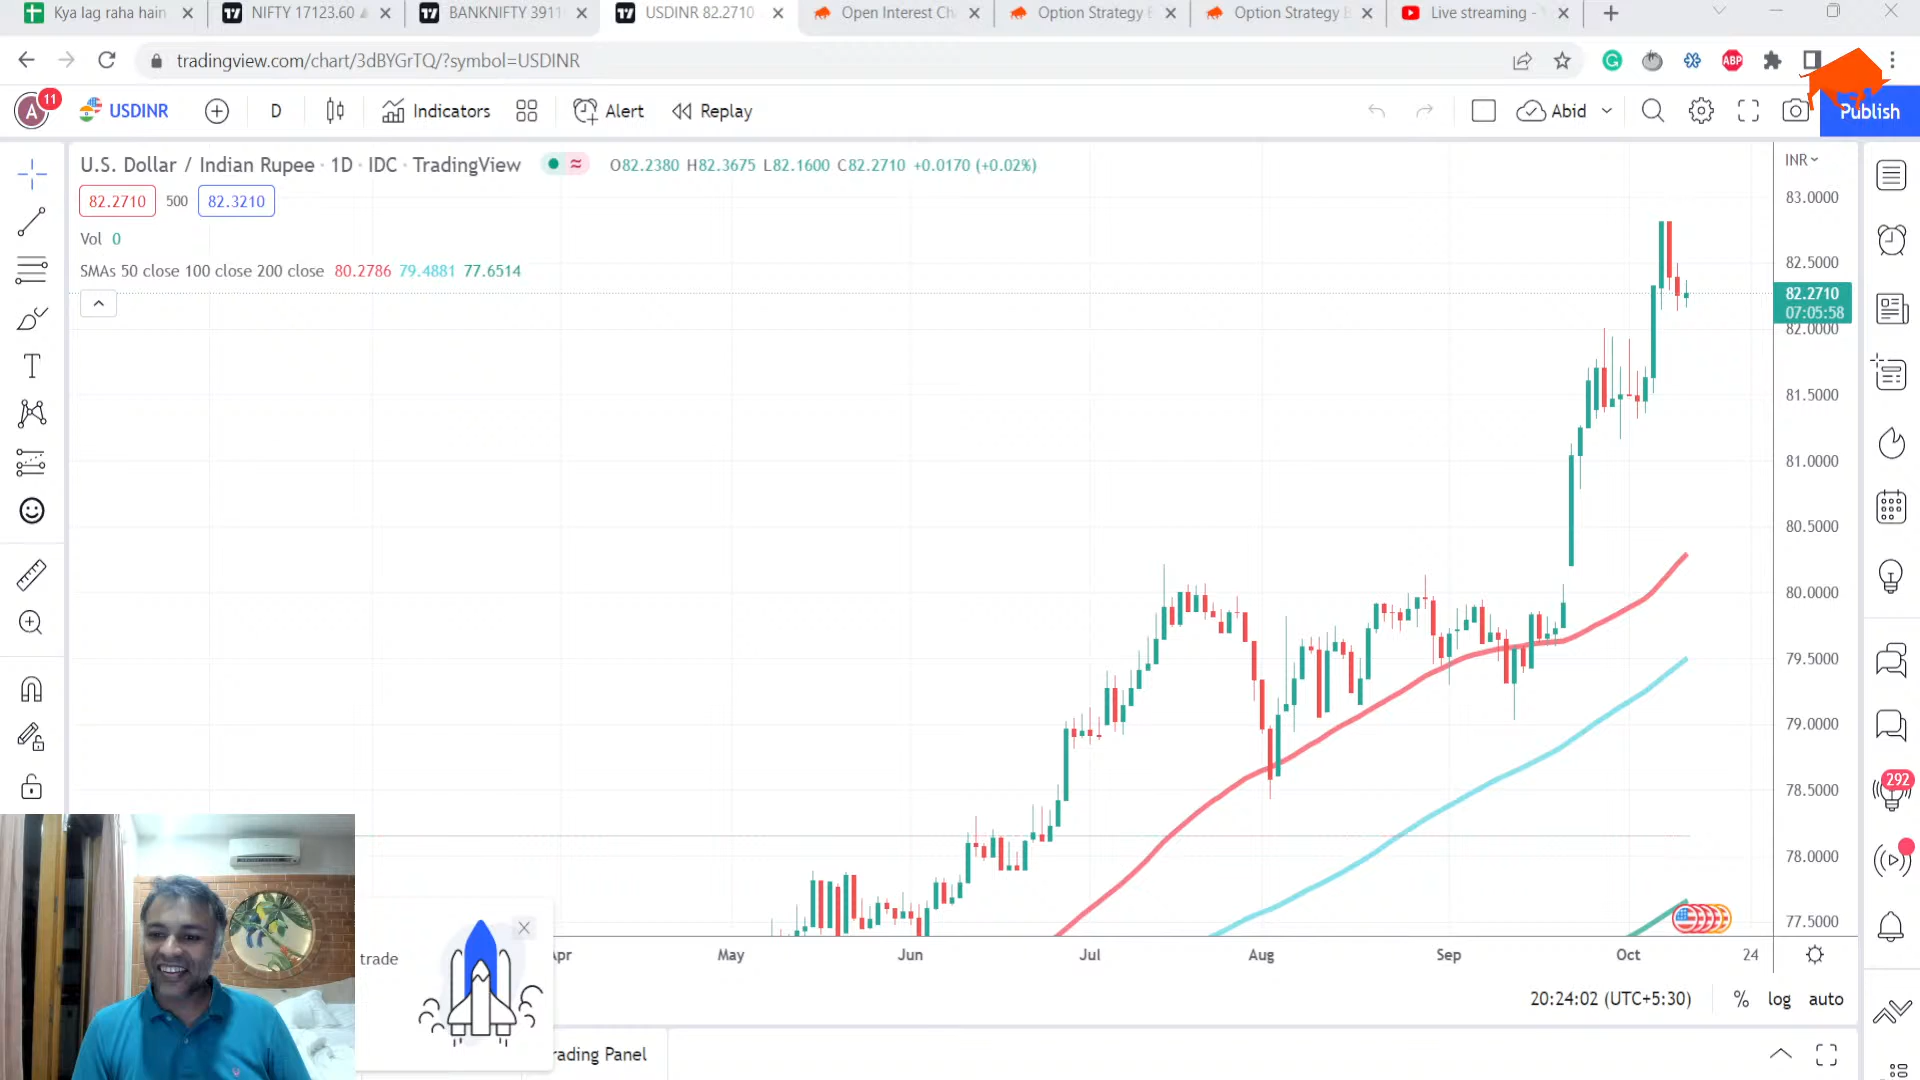 Kya lag raha hain
NIFTY 17123.60
BANKNIFTY 3911
USDINR 82.2710
Open Interest Ch
Option Strategy B
Option Strategy B
Live streaming -
tradingview.com/chart/3dBYGrTQ/?symbol=USDINR
ABP
A 11 USDINR D Indicators Alert Replay Abid Publish
U.S. Dollar / Indian Rupee · 1D · IDC · TradingView O82.2380 H82.3675 L82.1600 C82.2710 +0.0170 (+0.02%)
INR
82.2710 500 82.3210
Vol 0
SMAs 50 close 100 close 200 close 80.2786 79.4881 77.6514
83.0000
82.5000
82.2710
07:05:58
82.0000
81.5000
81.0000
80.5000
80.0000
79.5000
79.0000
78.5000
78.0000
77.5000
292
trade
May Jun Jul Aug Sep Oct 24
20:24:02 (UTC+5:30) % log auto
rading Panel